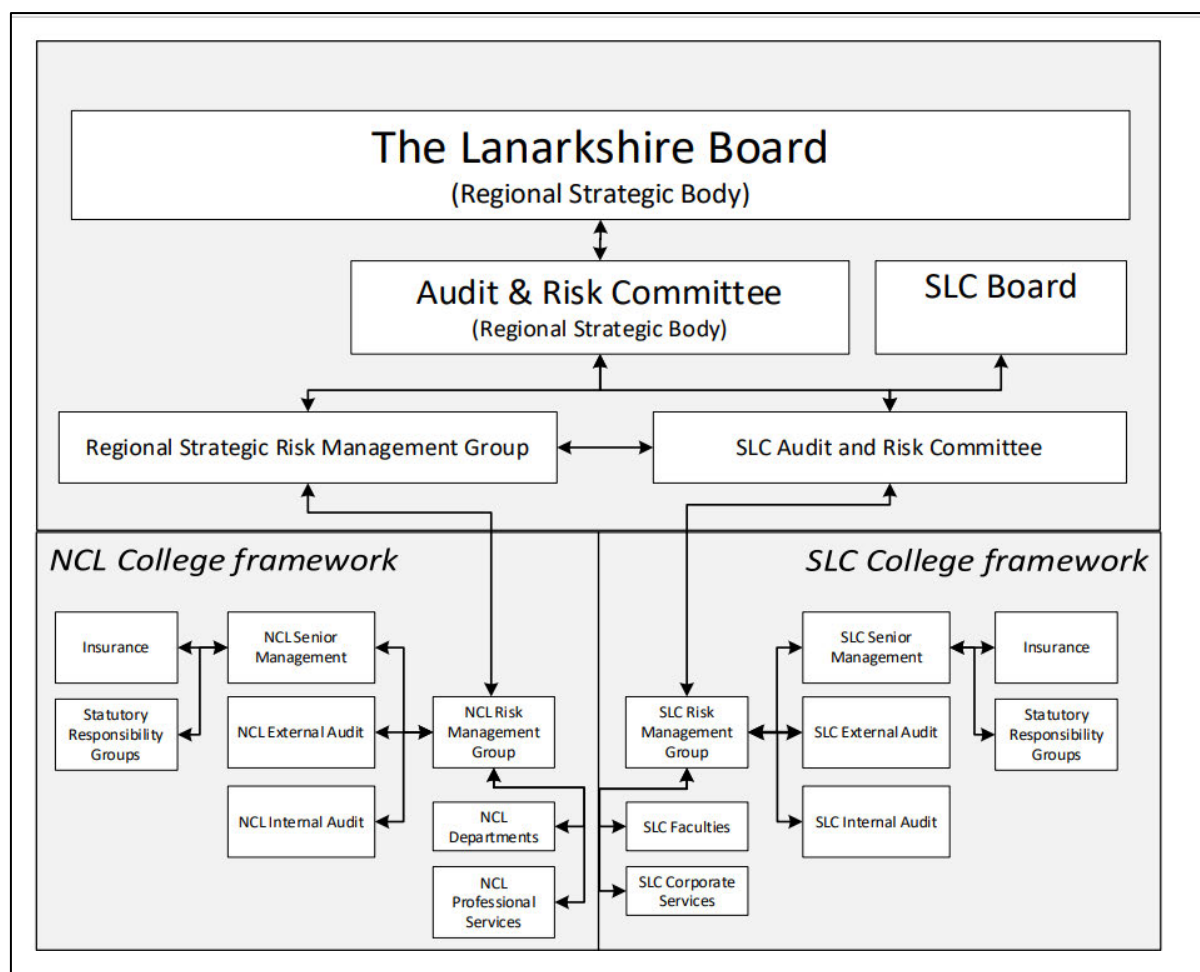 The Lanarkshire Board
(Regional Strategic Body)
Audit & Risk Committee
(Regional Strategic Body)
SLC Board
Regional Strategic Risk Management Group
SLC Audit and Risk Committee
NCL College framework
Insurance
NCL Senior
Management
Statutory
Responsibility
Groups
NCL External Audit
NCL Risk
Management
Group
NCL Internal Audit
NCL
Departments
NCL
Professional
Services
SLC College framework
SLC Senior
Management
Insurance
SLC Risk
Management
Group
SLC External Audit
Statutory
Responsibility
Groups
SLC Faculties
SLC Internal Audit
SLC Corporate
Services